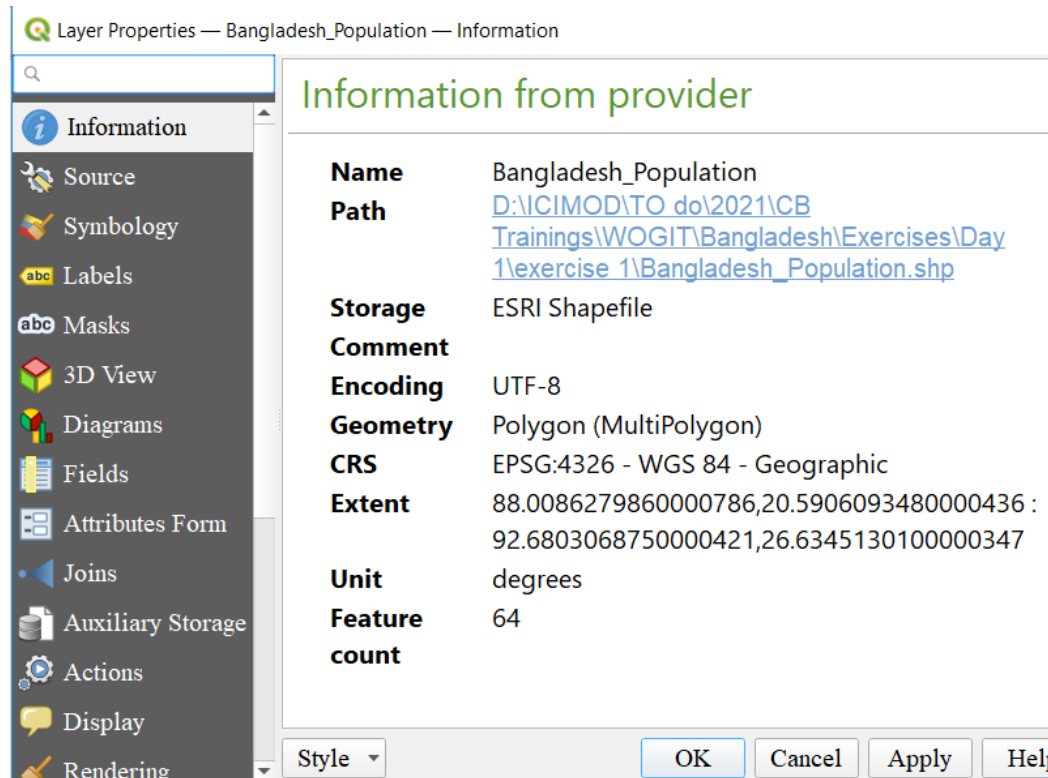 Layer Properties — Bangladesh_Population — Information
Information
Source
Symbology
Labels
Masks
3D View
Diagrams
Fields
Attributes Form
Joins
Auxiliary Storage
Actions
Display
Rendering
Information from provider
Name Bangladesh_Population
Path D:\ICIMOD\TO do\2021\CB
Trainings\WOGIT\Bangladesh\Exercises\Day
1\exercise 1\Bangladesh_Population.shp
Storage ESRI Shapefile
Comment
Encoding UTF-8
Geometry Polygon (MultiPolygon)
CRS EPSG:4326 - WGS 84 - Geographic
Extent 88.0086279860000786,20.5906093480000436 :
92.6803068750000421,26.6345130100000347
Unit degrees
Feature 64
count
Style OK Cancel Apply Help
abc
abc